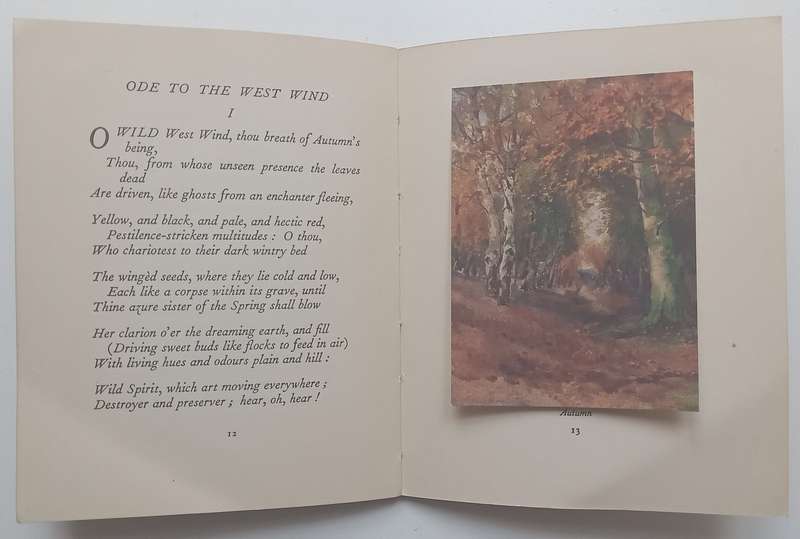 ODE TO THE WEST WIND
I
O WILD West Wind, thou breath of Autumn's
being,
Thou, from whose unseen presence the leaves
dead
Are driven, like ghosts from an enchanter fleeing,
Yellow, and black, and pale, and hectic red,
Pestilence-stricken multitudes : O thou,
Who chariotest to their dark wintry bed
The wingèd seeds, where they lie cold and low,
Each like a corpse within its grave, until
Thine azure sister of the Spring shall blow
Her clarion o'er the dreaming earth, and fill
(Driving sweet buds like flocks to feed in air)
With living hues and odours plain and hill :
Wild Spirit, which art moving everywhere ;
Destroyer and preserver ; hear, oh, hear !
12
Autumn
13